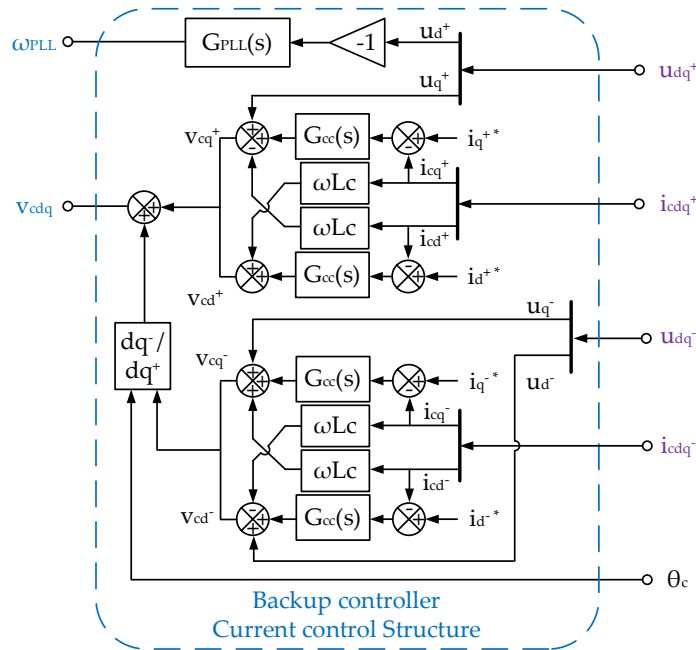 ωPLL
GPLL(s)
-1
ud+
uq+
udq+
vcq+
+
-
+
Gcc(s)
+
-
iq+*
icq+
ωLc
vcdq
+
+
icdq+
ωLc
icd+
vcd+
+
+
+
Gcc(s)
-
+
id+*
uq-
udq-
dq-/
dq+
vcq-
+
+
+
Gcc(s)
+
-
iq-*
ud-
icq-
ωLc
icdq-
ωLc
icd-
vcd-
-
+
+
Gcc(s)
-
+
id-*
θc
Backup controller
Current control Structure